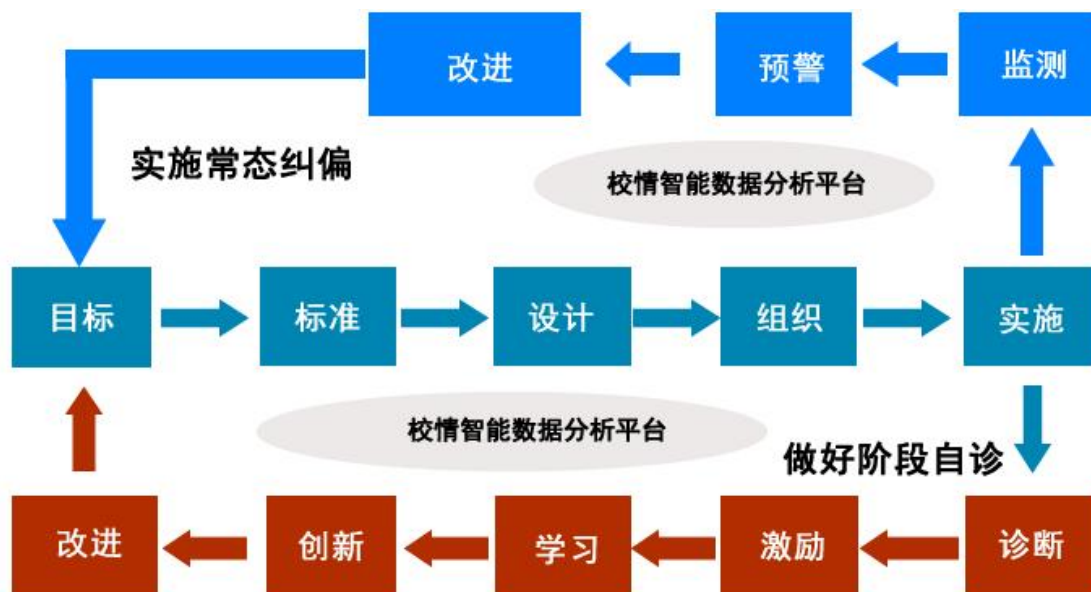 改进
预警
监测
实施常态纠偏
校情智能数据分析平台
目标
标准
设计
组织
实施
校情智能数据分析平台
做好阶段自诊
改进
创新
学习
激励
诊断